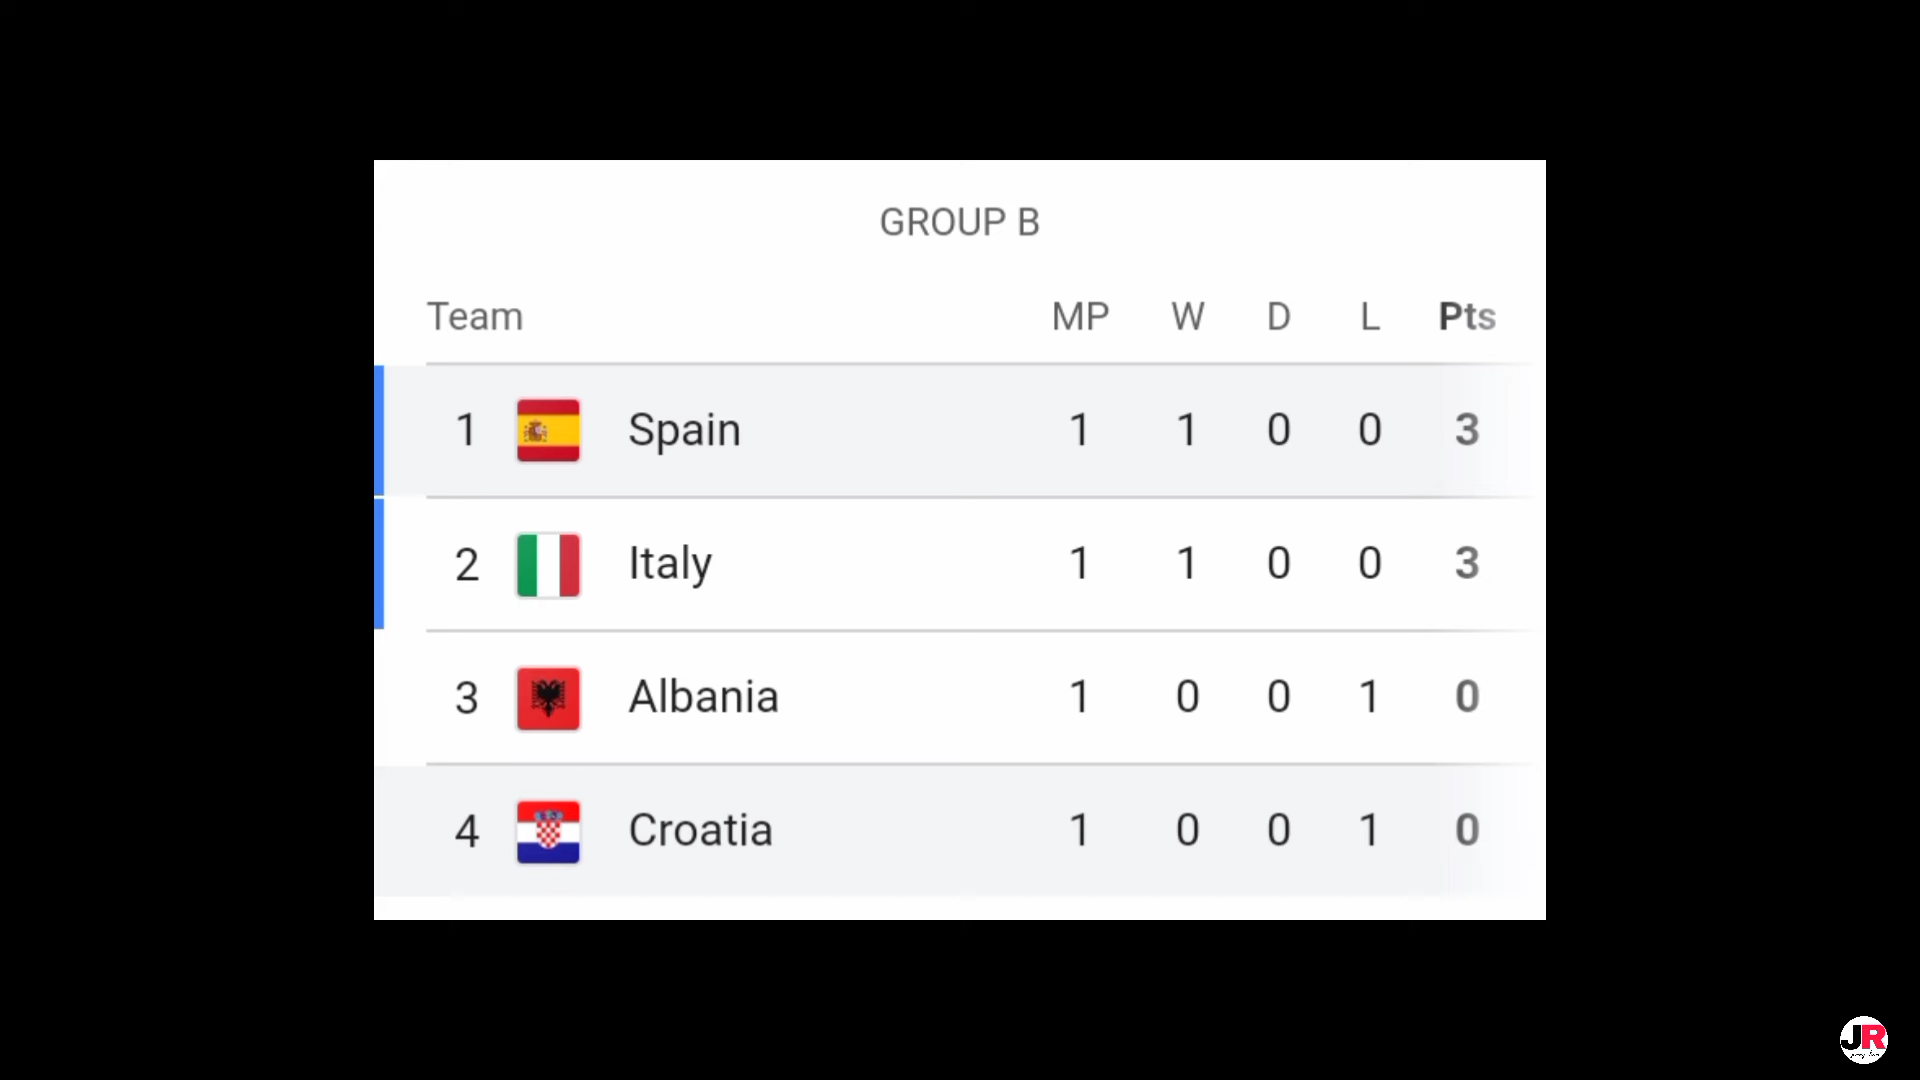 GROUP B
Team MP W D L Pts
1 Spain 1 1 0 0 3
2 Italy 1 1 0 0 3
3 Albania 1 0 0 1 0
4 Croatia 1 0 0 1 0
JR